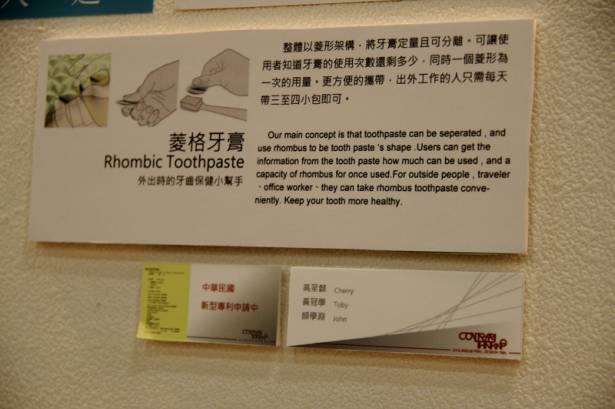 整體以菱形架構，將牙膏定量且可分離。可讓使
用者知道牙膏的使用次數還剩多少，同時一個菱形為
一次的用量。更方便的攜帶，出外工作的人只需每天
帶三至四小包即可。
菱格牙膏
Rhombic Toothpaste
外出時的牙齒保健小幫手
Our main concept is that toothpaste can be seperated , and
use rhombus to be tooth paste 's shape .Users can get the
information from the tooth paste how much can be used , and a
capacity of rhombus for once used.For outside people , traveler
、office worker、they can take rhombus toothpaste conve-
niently. Keep your tooth more healthy.
中華民國
新型專利申請中
Cherry
黃冠學 Toby
顏學淵 John